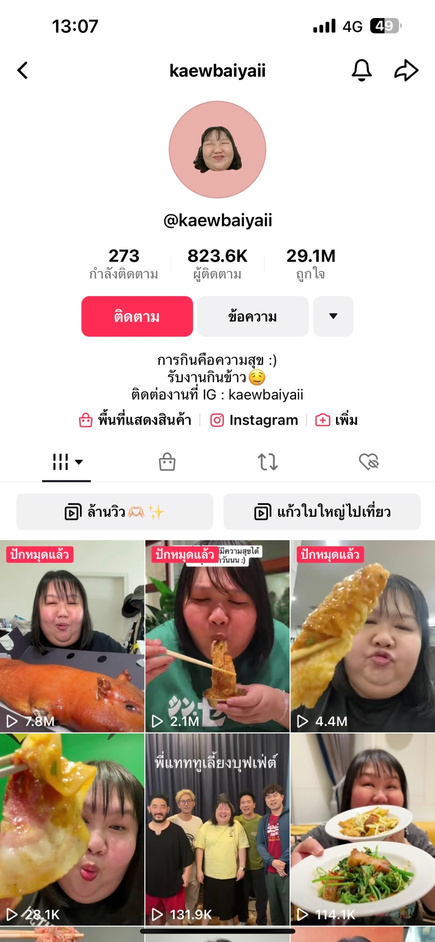 13:07
4G
49
kaewbaiyaii
@kaewbaiyaii
273
823.6K
29.1M
กำลังติดตาม
ผู้ติดตาม
ถูกใจ
ติดตาม
ข้อความ
การกินคือความสุข :)
รับงานกินข้าว😋
ติดต่องานที่ IG : kaewbaiyaii
พื้นที่แสดงสินค้า
Instagram
เพิ่ม
ล้านวิว🫶🏻✨
แก้วใบใหญ่ไปเที่ยว
ปักหมุดแล้ว
ปักหมุดแล้ว
มีความสุขได้
ปักหมุดแล้ว
7.8M
2.1M
4.4M
พี่แทททูเลี้ยงบุฟเฟ่ต์
28.1K
131.9K
114.1K